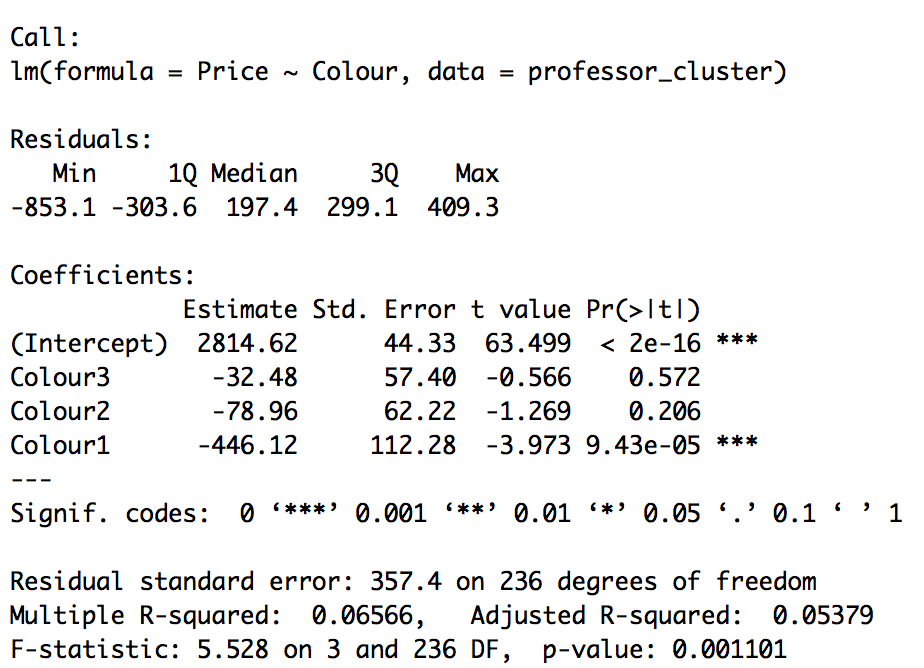 Call:
lm(formula = Price ~ Colour, data = professor_cluster)
Residuals:
   Min     1Q Median     3Q    Max
-853.1 -303.6  197.4  299.1  409.3
Coefficients:
            Estimate Std. Error t value Pr(>|t|)
(Intercept)  2814.62      44.33  63.499  < 2e-16 ***
Colour3       -32.48      57.40  -0.566    0.572
Colour2       -78.96      62.22  -1.269    0.206
Colour1      -446.12     112.28  -3.973 9.43e-05 ***
---
Signif. codes:  0 ‘***’ 0.001 ‘**’ 0.01 ‘*’ 0.05 ‘.’ 0.1 ‘ ’ 1
Residual standard error: 357.4 on 236 degrees of freedom
Multiple R-squared:  0.06566,   Adjusted R-squared:  0.05379
F-statistic: 5.528 on 3 and 236 DF,  p-value: 0.001101